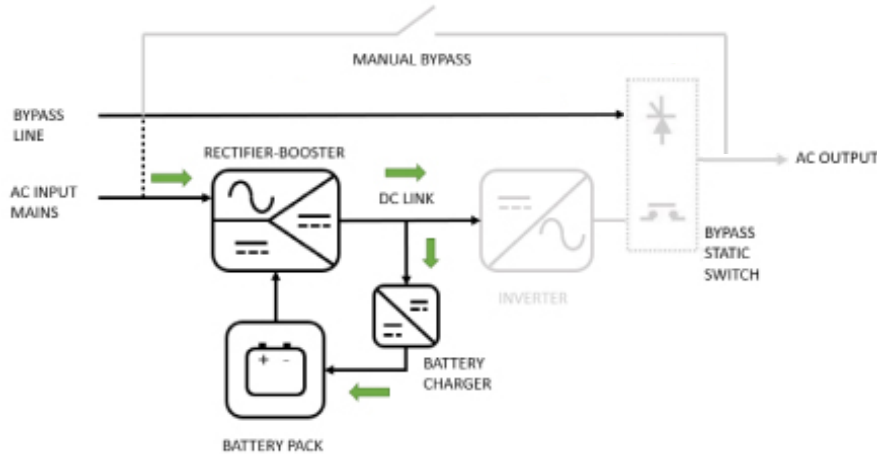 MANUAL BYPASS
BYPASS
LINE
RECTIFIER-BOOSTER
AC INPUT
MAINS
DC LINK
AC OUTPUT
BYPASS
STATIC
SWITCH
INVERTER
+ -
BATTERY
CHARGER
BATTERY PACK